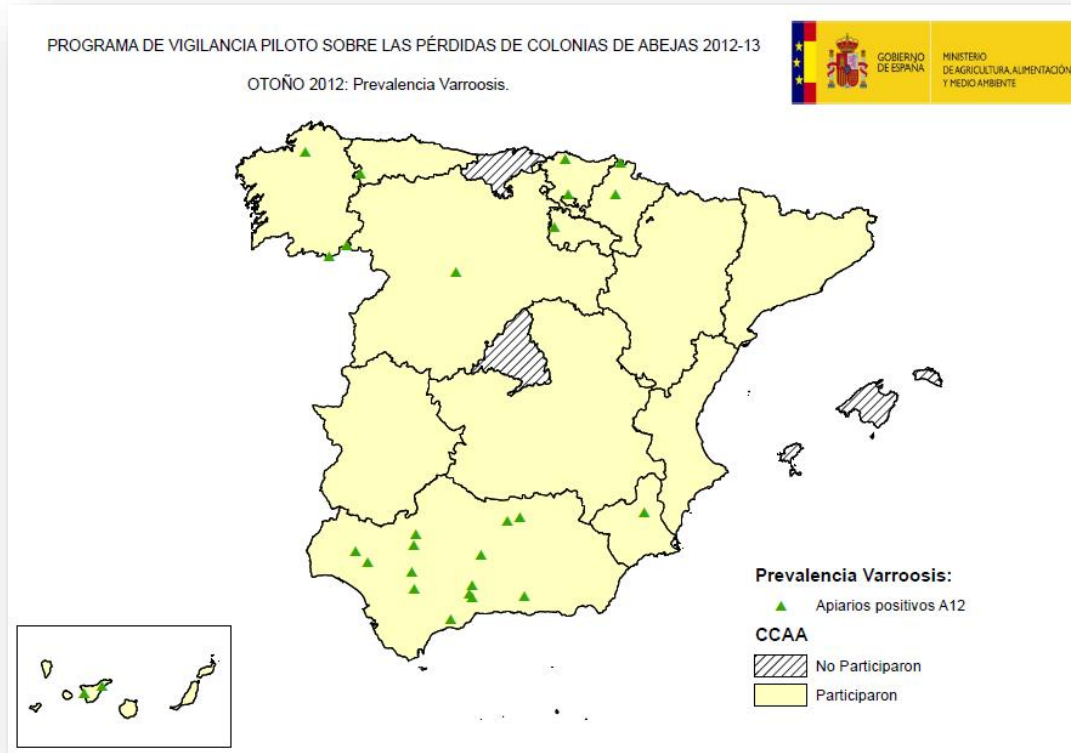 PROGRAMA DE VIGILANCIA PILOTO SOBRE LAS PÉRDIDAS DE COLONIAS DE ABEJAS 2012-13
OTOÑO 2012: Prevalencia Varroosis.
GOBIERNO
DE ESPAÑA
MINISTERIO
DE AGRICULTURA, ALIMENTACIÓN
Y MEDIO AMBIENTE
Prevalencia Varroosis:
Apiarios positivos A12
CCAA
No Participaron
Participaron